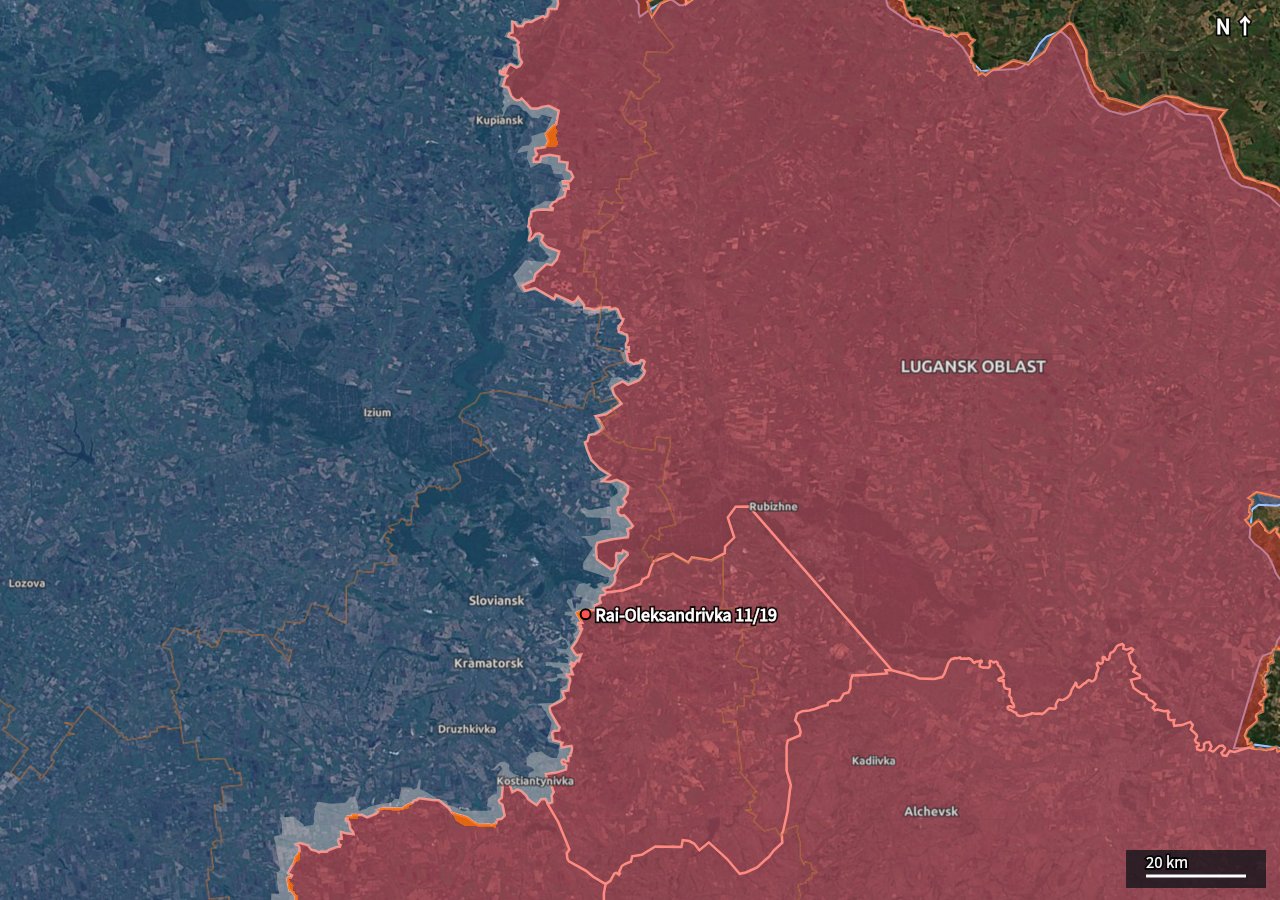 N ↑
Kupiansk
LUGANSK OBLAST
Izium
Rubizhne
Lozova
Sloviansk
Rai-Oleksandrivka 11/19
Kramatorsk
Druzhkivka
Kadiivka
Kostiantynivka
Alchevsk
20 km